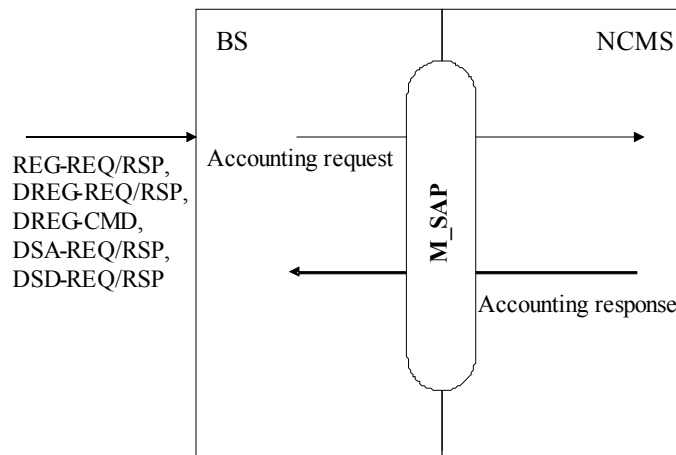 BS
NCMS
REG-REQ/RSP,
DREG-REQ/RSP,
DREG-CMD,
DSA-REQ/RSP,
DSD-REQ/RSP
Accounting request
M_SAP
Accounting response